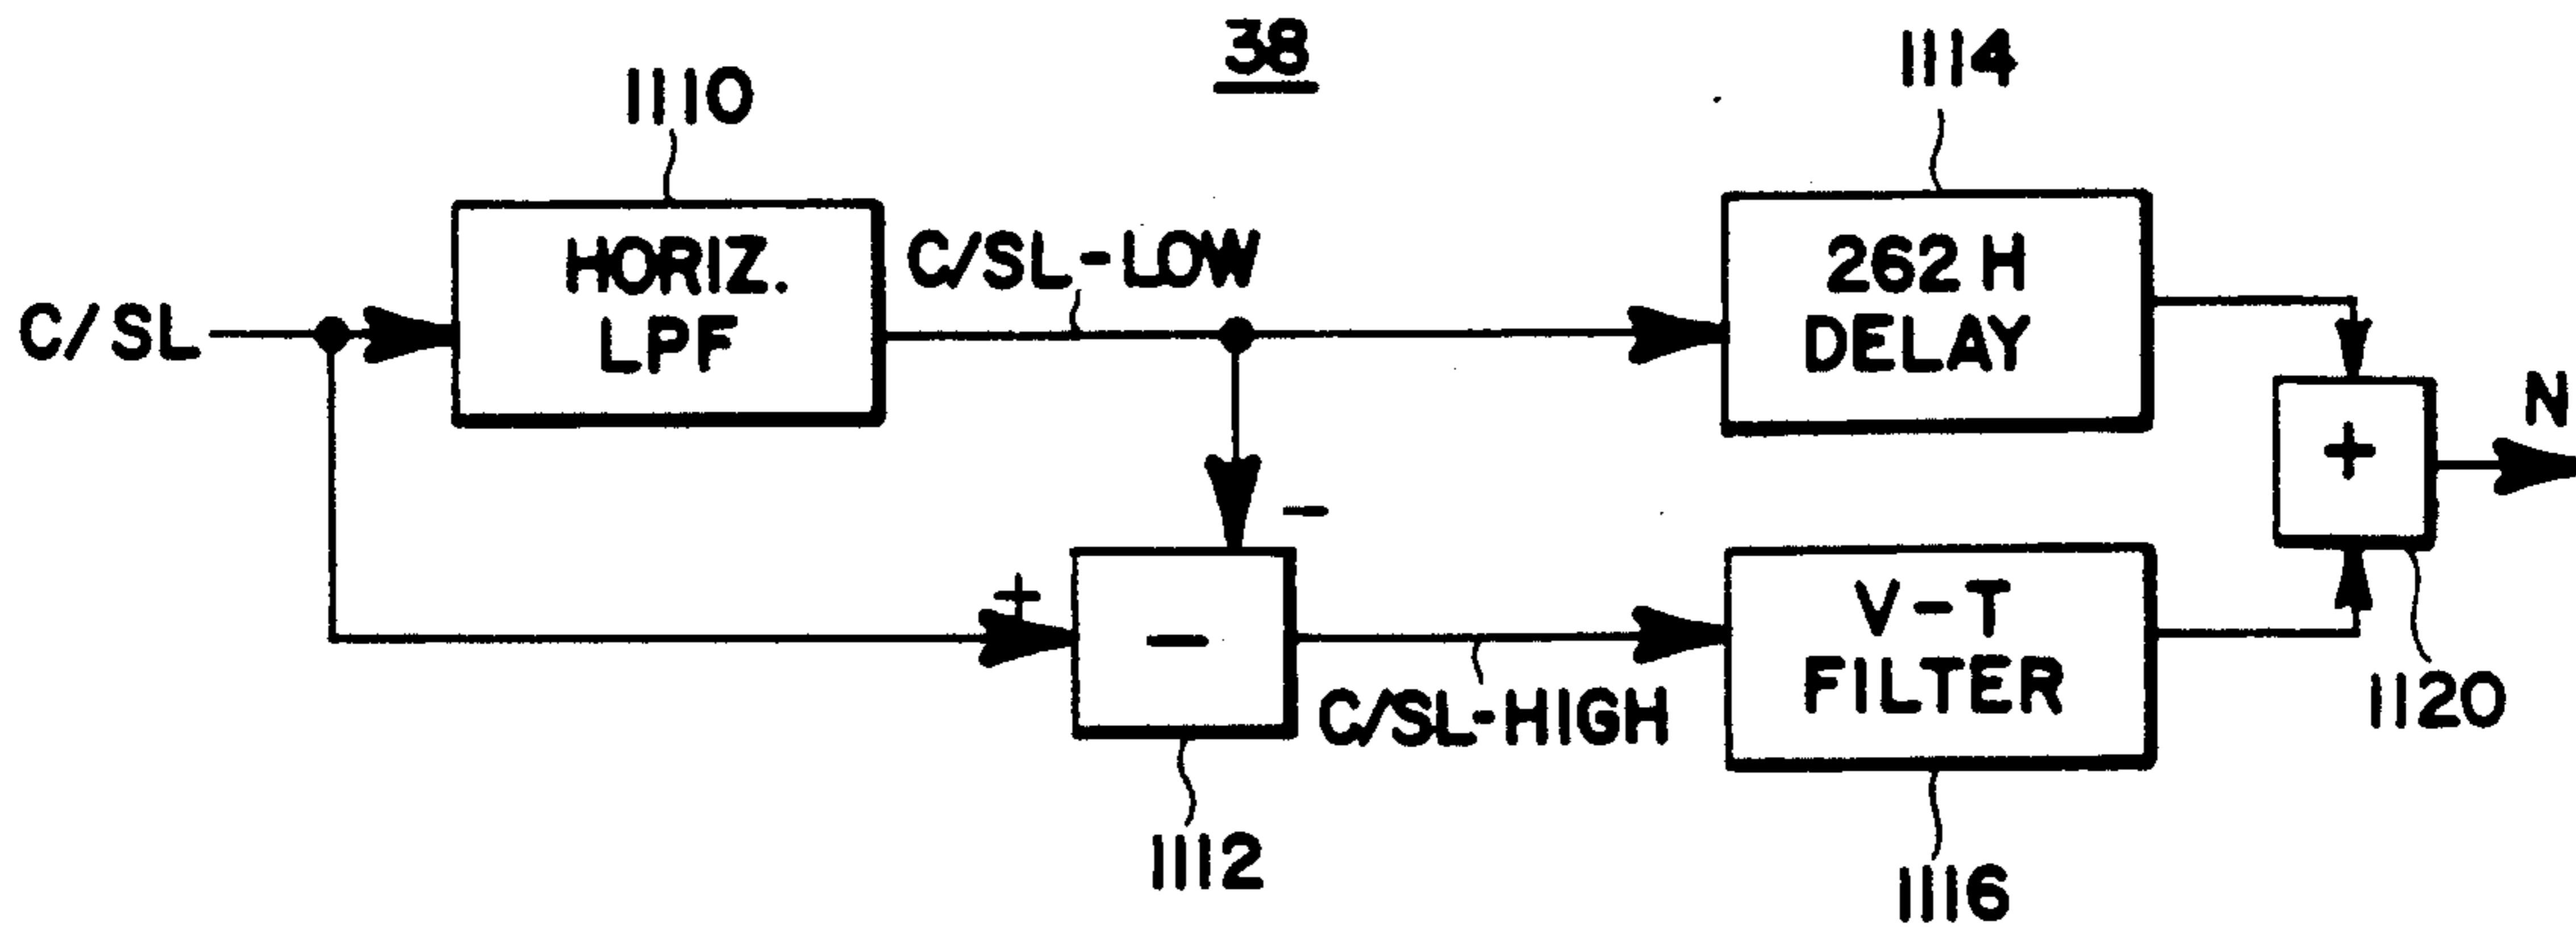 38
1110
1114
HORIZ.
LPF
C/SL-LOW
262 H
DELAY
C/SL
N
+
-
+
-
V-T
FILTER
C/SL-HIGH
1120
1112
1116